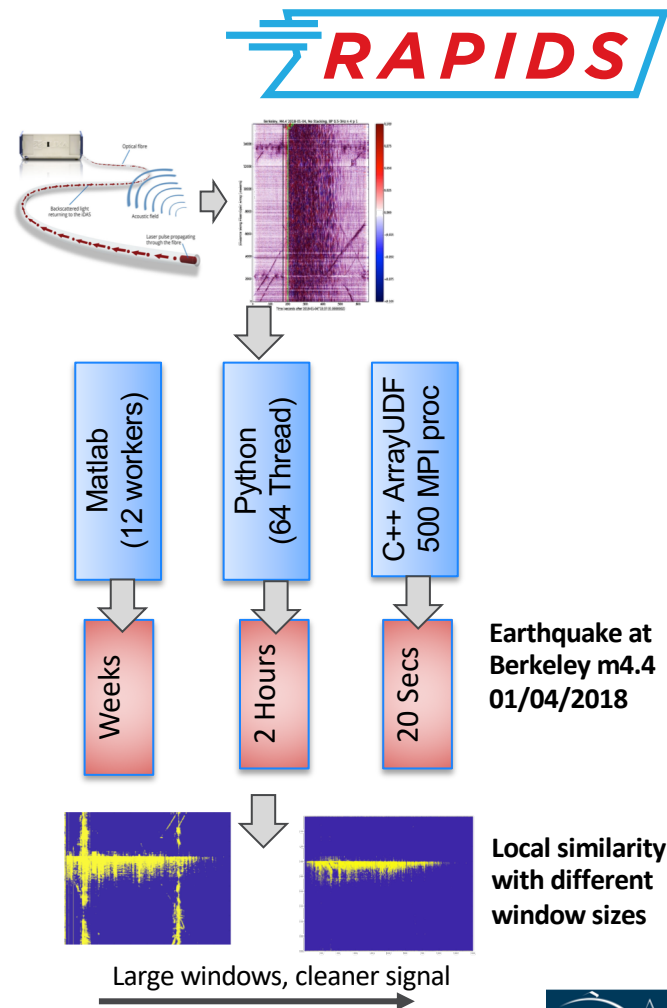 RAPIDS
Optical fibre
Backscattered light
returning to the iDAS
Acoustic field
Laser pulse propagating
through the fibre
Matlab
(12 workers)
Python
(64 Thread)
C++ ArrayUDF
500 MPI proc
Weeks
2 Hours
20 Secs
Earthquake at
Berkeley m4.4
01/04/2018
Local similarity
with different
window sizes
Large windows, cleaner signal